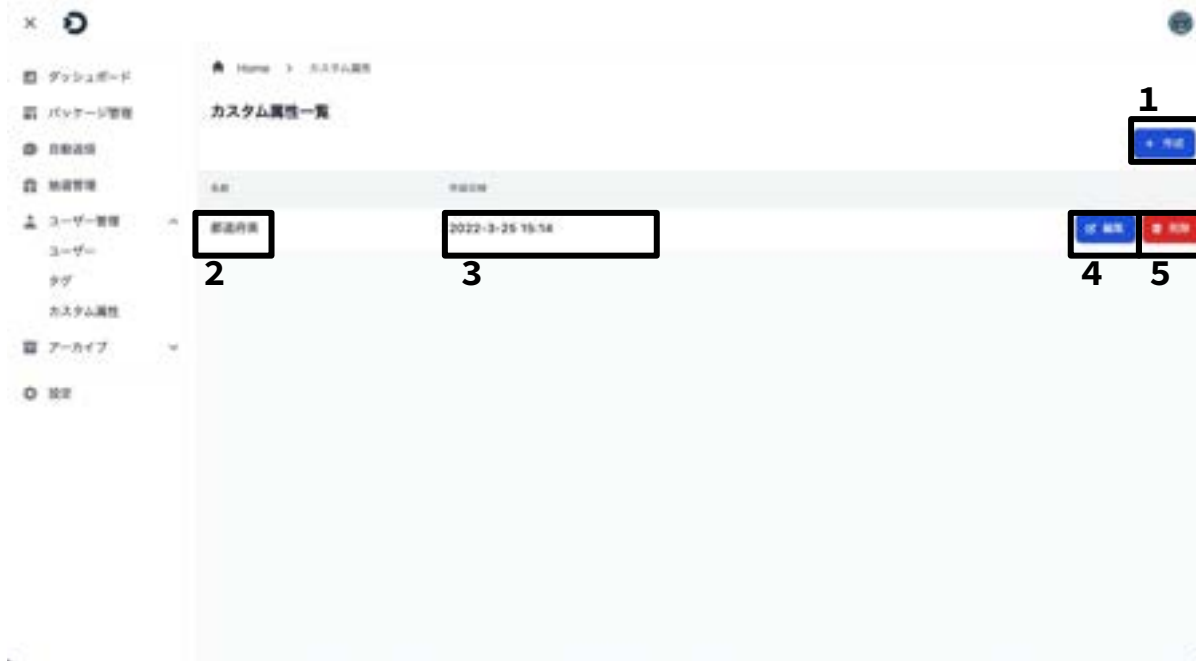 ダッシュボード
パッケージ管理
自動返信
抽選管理
ユーザー管理
ユーザー
タグ
カスタム属性
アーカイブ
設定
Home > カスタム属性
カスタム属性一覧
1
+ 作成
名前 作成日時
都道府県 2022-3-25 15:14 編集 削除
2 3 4 5